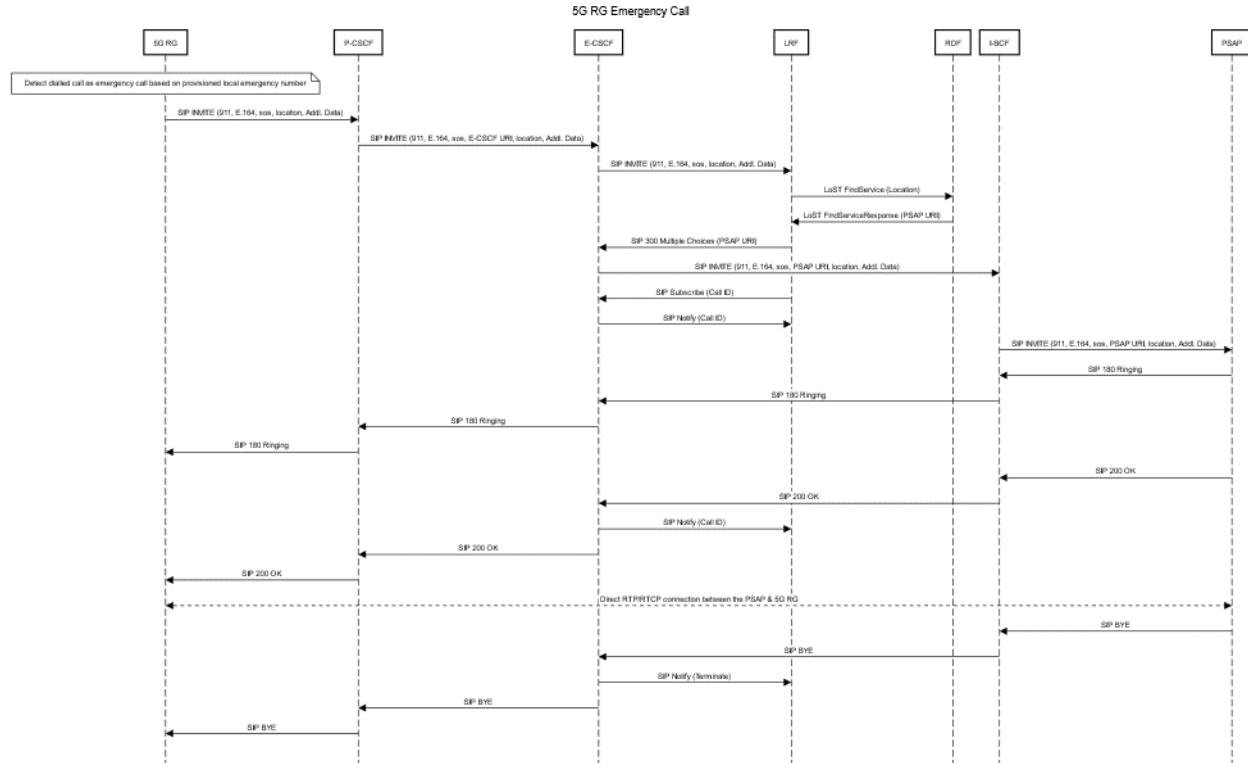 5G RG Emergency Call
5G RG
P-CSCF
E-CSCF
LRF
RDF
I-BCF
PSAP
Detect dialled call as emergency call based on provisioned local emergency number
SIP INVITE (911, E.164, sos, location, Addl. Data)
SIP INVITE (911, E.164, sos, E-CSCF URI, location, Addl. Data)
SIP INVITE (911, E.164, sos, location, Addl. Data)
LoST FindService (Location)
LoST FindServiceResponse (PSAP URI)
SIP 300 Multiple Choices (PSAP URI)
SIP INVITE (911, E.164, sos, PSAP URI, location, Addl. Data)
SIP Subscribe (Call ID)
SIP Notify (Call ID)
SIP INVITE (911, E.164, sos, PSAP URI, location, Addl. Data)
SIP 180 Ringing
SIP 180 Ringing
SIP 180 Ringing
SIP 180 Ringing
SIP 200 OK
SIP 200 OK
SIP Notify (Call ID)
SIP 200 OK
SIP 200 OK
Direct RTP/RTCP connection between the PSAP & 5G RG
SIP BYE
SIP BYE
SIP Notify (Terminate)
SIP BYE
SIP BYE